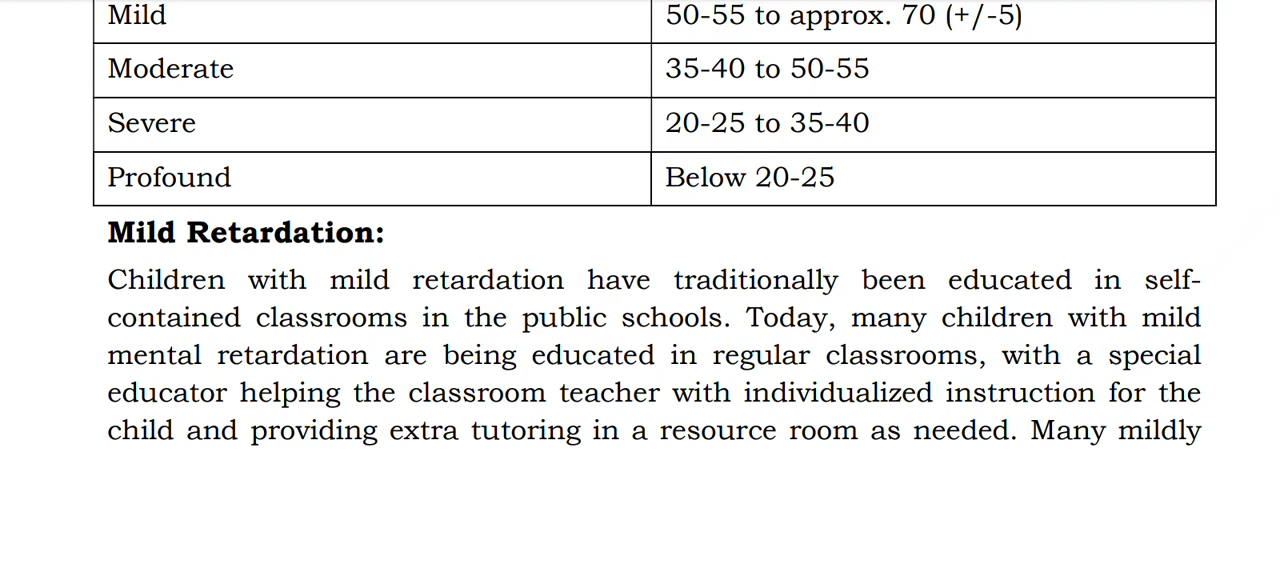 Mild 50-55 to approx. 70 (+/-5)
Moderate 35-40 to 50-55
Severe 20-25 to 35-40
Profound Below 20-25
Mild Retardation:
Children with mild retardation have traditionally been educated in self-
contained classrooms in the public schools. Today, many children with mild
mental retardation are being educated in regular classrooms, with a special
educator helping the classroom teacher with individualized instruction for the
child and providing extra tutoring in a resource room as needed. Many mildly